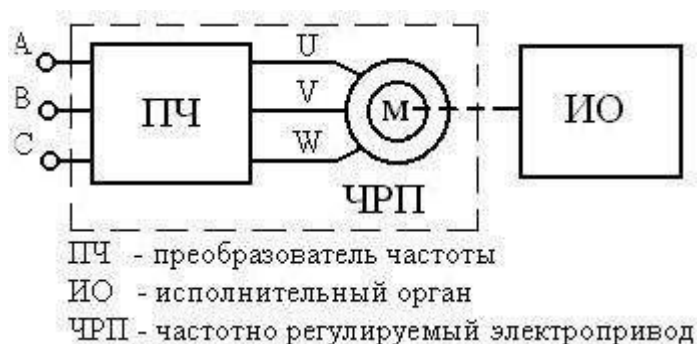 A
U
B
V
C
W
ПЧ
М
ИО
ЧРП
ПЧ - преобразователь частоты
ИО - исполнительный орган
ЧРП - частотно регулируемый электропривод